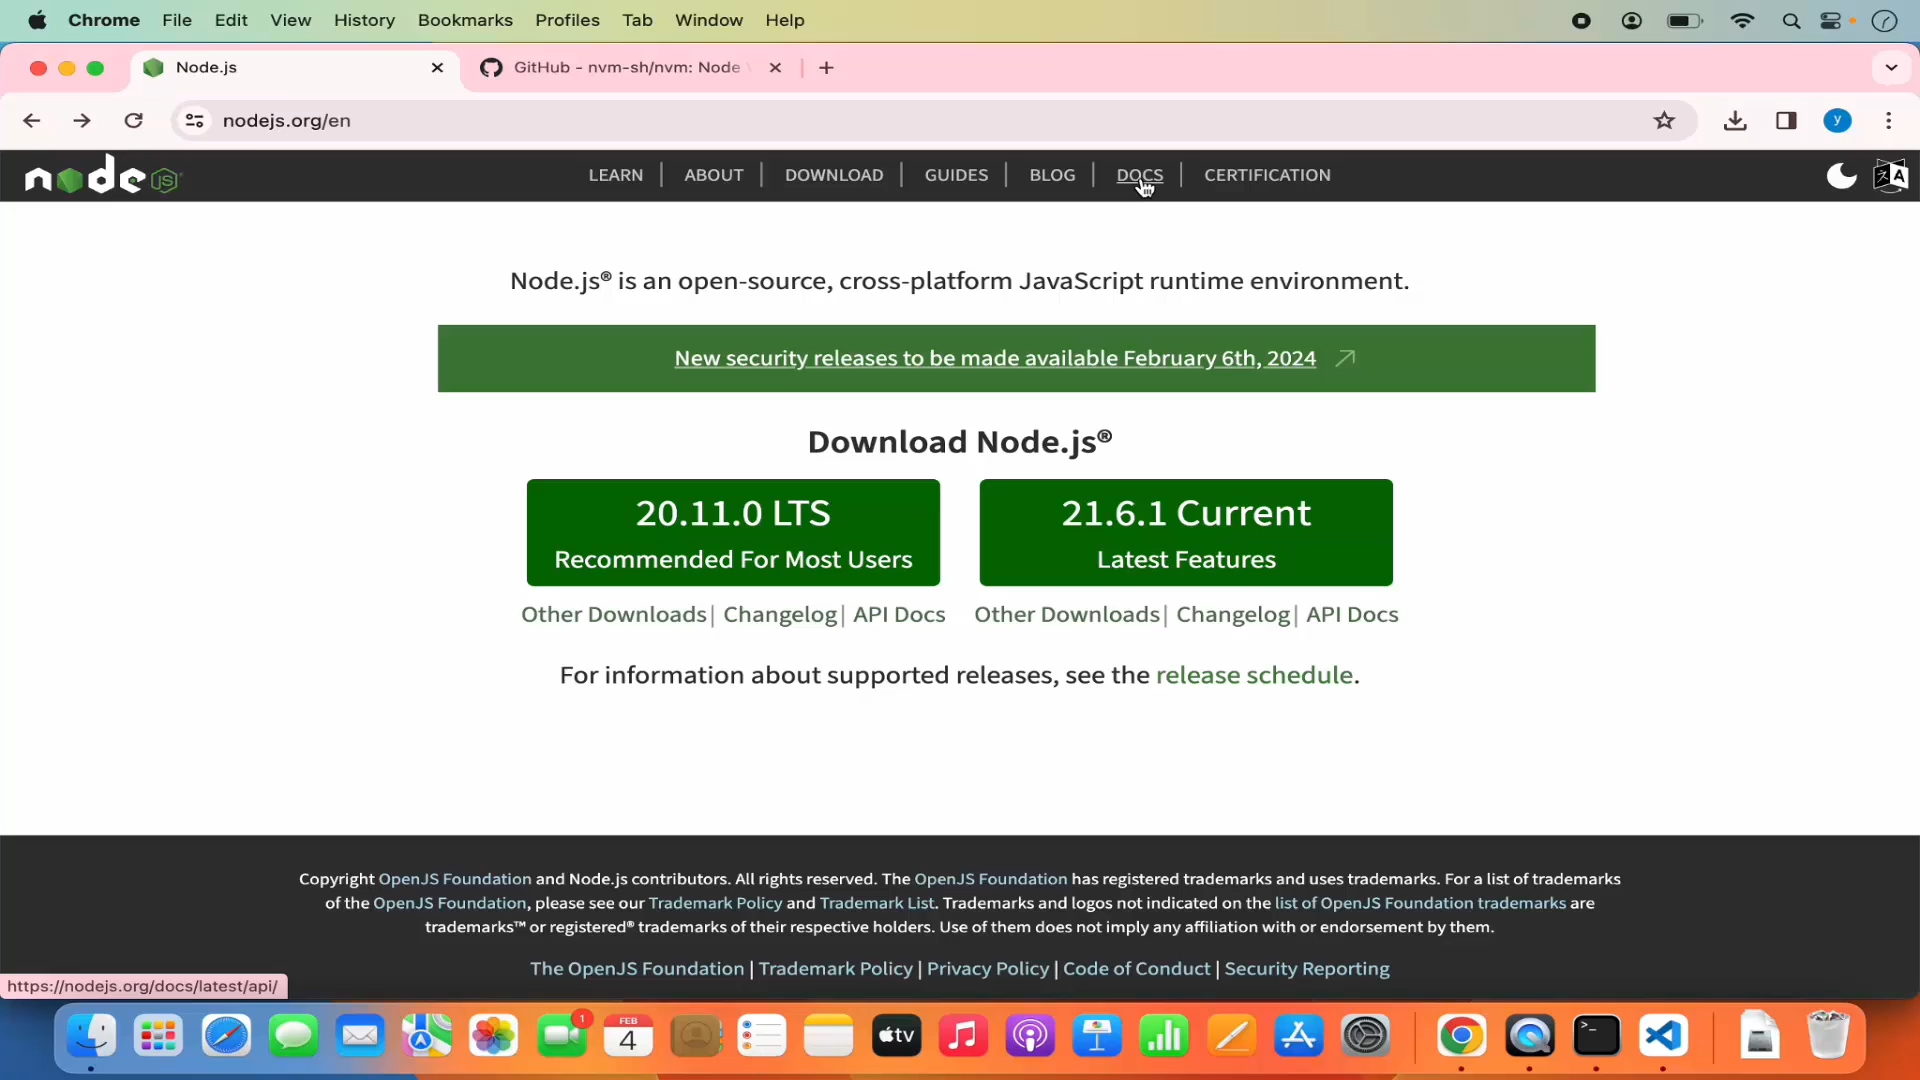 Chrome File Edit View History Bookmarks Profiles Tab Window Help
Node.js GitHub - nvm-sh/nvm: Node
nodejs.org/en
y
node JS LEARN ABOUT DOWNLOAD GUIDES BLOG DOCS CERTIFICATION
Node.js® is an open-source, cross-platform JavaScript runtime environment.
New security releases to be made available February 6th, 2024
Download Node.js®
20.11.0 LTS
Recommended For Most Users
21.6.1 Current
Latest Features
Other Downloads| Changelog| API Docs
Other Downloads| Changelog| API Docs
For information about supported releases, see the release schedule.
Copyright OpenJS Foundation and Node.js contributors. All rights reserved. The OpenJS Foundation has registered trademarks and uses trademarks. For a list of trademarks
of the OpenJS Foundation, please see our Trademark Policy and Trademark List. Trademarks and logos not indicated on the list of OpenJS Foundation trademarks are
trademarks™ or registered® trademarks of their respective holders. Use of them does not imply any affiliation with or endorsement by them.
The OpenJS Foundation | Trademark Policy | Privacy Policy | Code of Conduct | Security Reporting
https://nodejs.org/docs/latest/api/
1
FEB
4
tv